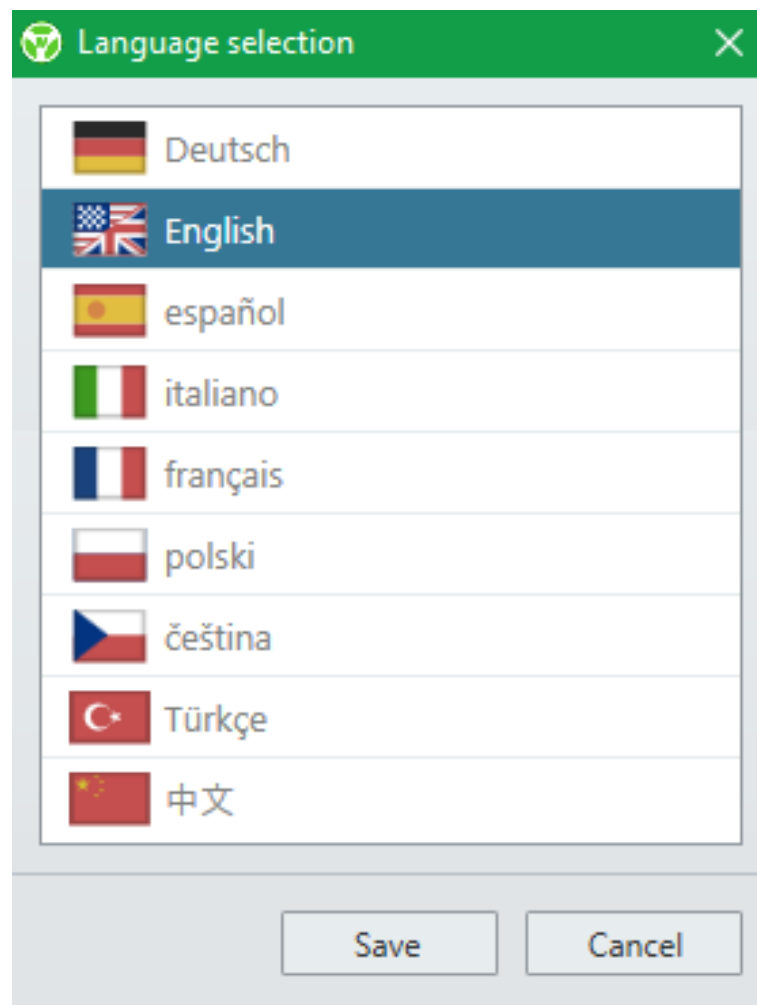 Language selection
Deutsch
English
español
italiano
français
polski
čeština
Türkçe
中文
Save Cancel